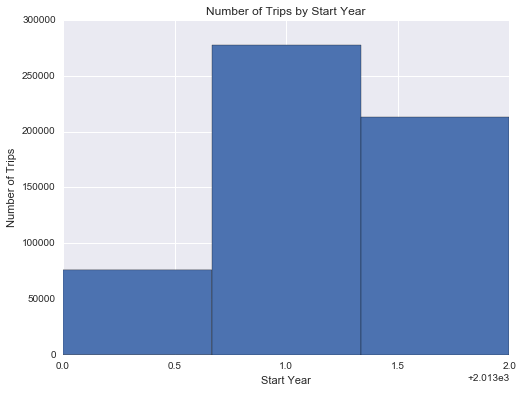 Number of Trips by Start Year
300000
250000
200000
150000
100000
50000
0
Number of Trips
0.0 0.5 1.0 1.5 2.0
+2.013e3
Start Year